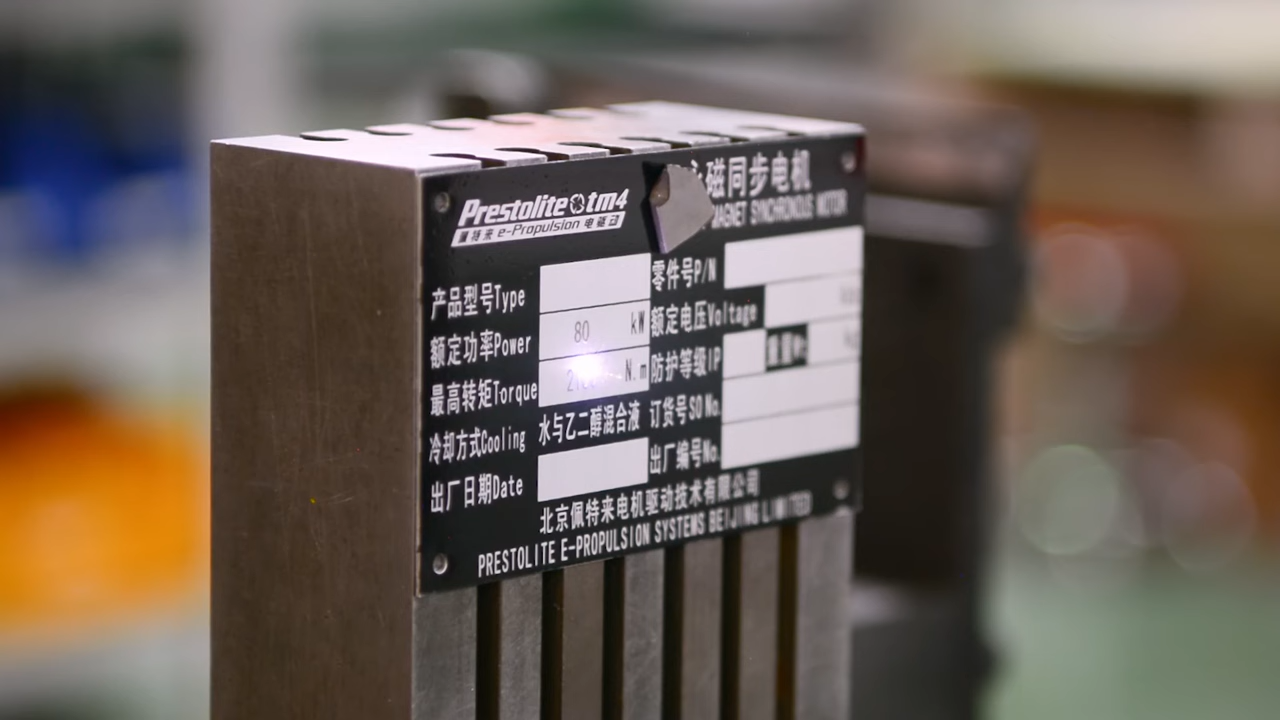 Prestolite tm4
佩特来 e-Propulsion 电驱动
磁同步电机
MAGNET SYNCHRONOUS MOTOR
产品型号Type
零件号P/N
额定功率Power 80 kW
额定电压Voltage
最高转矩Torque N.m
防护等级IP
冷却方式Cooling 水与乙二醇混合液
订货号SO No.
出厂日期Date
出厂编号No.
北京佩特来电机驱动技术有限公司
PRESTOLITE E-PROPULSION SYSTEMS BEIJING LIMITED